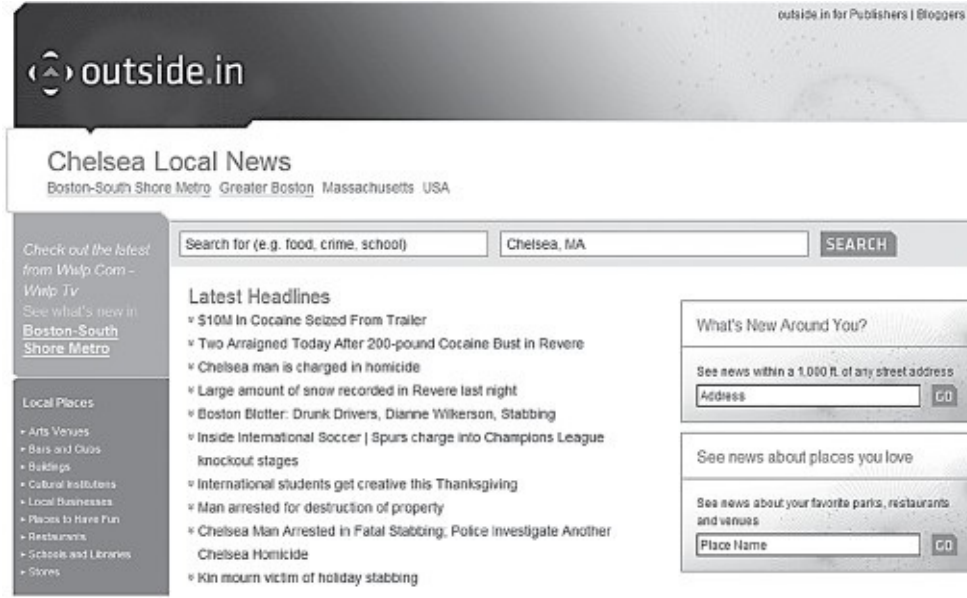 outside.in for Publishers | Bloggers
outside.in
Chelsea Local News
Boston-South Shore Metro Greater Boston Massachusetts USA
Check out the latest
from Wwlp.Com -
Wwlp Tv
See what's new in
Boston-South
Shore Metro
Search for (e.g. food, crime, school)
Chelsea, MA
SEARCH
Latest Headlines
$10M In Cocaine Seized From Trailer
Two Arraigned Today After 200-pound Cocaine Bust in Revere
Chelsea man is charged in homicide
Large amount of snow recorded in Revere last night
Boston Blotter: Drunk Drivers, Dianne Wilkerson, Stabbing
Inside International Soccer | Spurs charge into Champions League
knockout stages
International students get creative this Thanksgiving
Man arrested for destruction of property
Chelsea Man Arrested in Fatal Stabbing; Police Investigate Another
Chelsea Homicide
Kin mourn victim of holiday stabbing
What's New Around You?
See news within a 1,000 ft. of any street address
Address
GO
See news about places you love
See news about your favorite parks, restaurants
and venues
Place Name
GO
Local Places
Arts Venues
Bars and Clubs
Buildings
Cultural Institutions
Local Businesses
Places to Have Fun
Restaurants
Schools and Libraries
Stores